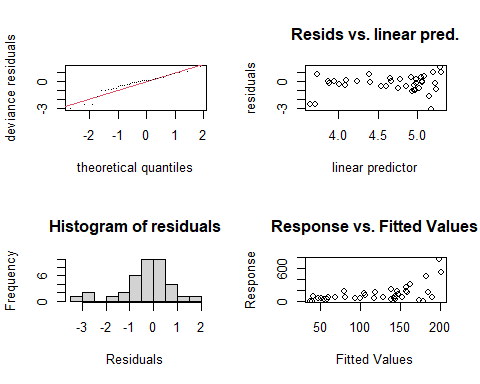 deviance residuals
0
-3
-2 -1 0 1 2
theoretical quantiles
Resids vs. linear pred.
residuals
0
-3
4.0 4.5 5.0
linear predictor
Histogram of residuals
Frequency
6
0
-3 -2 -1 0 1 2
Residuals
Response vs. Fitted Values
Response
600
0
50 100 150 200
Fitted Values